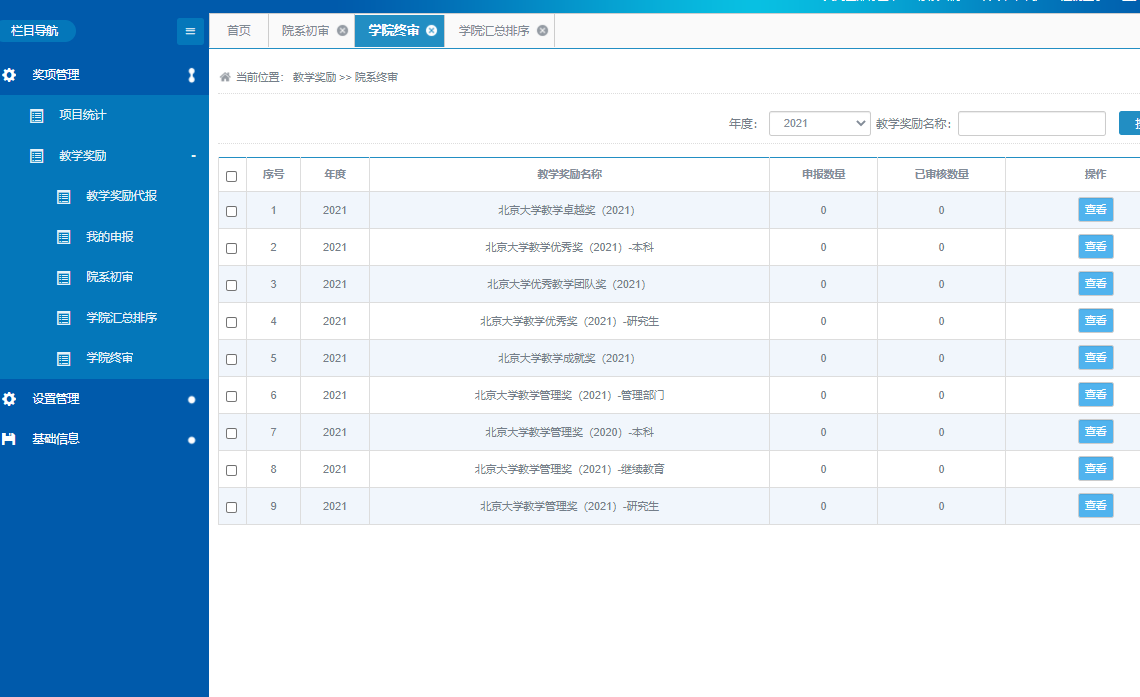 栏目导航
首页 院系初审 学院终审 学院汇总排序
奖项管理
项目统计
教学奖励 -
教学奖励代报
我的申报
院系初审
学院汇总排序
学院终审
设置管理
基础信息
当前位置： 教学奖励 >> 院系终审
年度： 2021 教学奖励名称：
序号 年度 教学奖励名称 申报数量 已审核数量 操作
1 2021 北京大学教学卓越奖（2021） 0 0 查看
2 2021 北京大学教学优秀奖（2021）-本科 0 0 查看
3 2021 北京大学优秀教学团队奖（2021） 0 0 查看
4 2021 北京大学教学优秀奖（2021）-研究生 0 0 查看
5 2021 北京大学教学成就奖（2021） 0 0 查看
6 2021 北京大学教学管理奖（2021）-管理部门 0 0 查看
7 2021 北京大学教学管理奖（2020）-本科 0 0 查看
8 2021 北京大学教学管理奖（2021）-继续教育 0 0 查看
9 2021 北京大学教学管理奖（2021）-研究生 0 0 查看